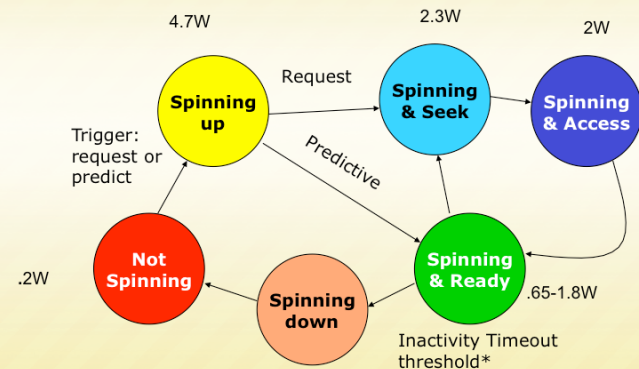 4.7W
2.3W
2W
Spinning
up
Request
Spinning
& Seek
Spinning
& Access
Trigger:
request or
predict
Predictive
Not
Spinning
.2W
Spinning
down
Spinning
& Ready
.65-1.8W
Inactivity Timeout
threshold*